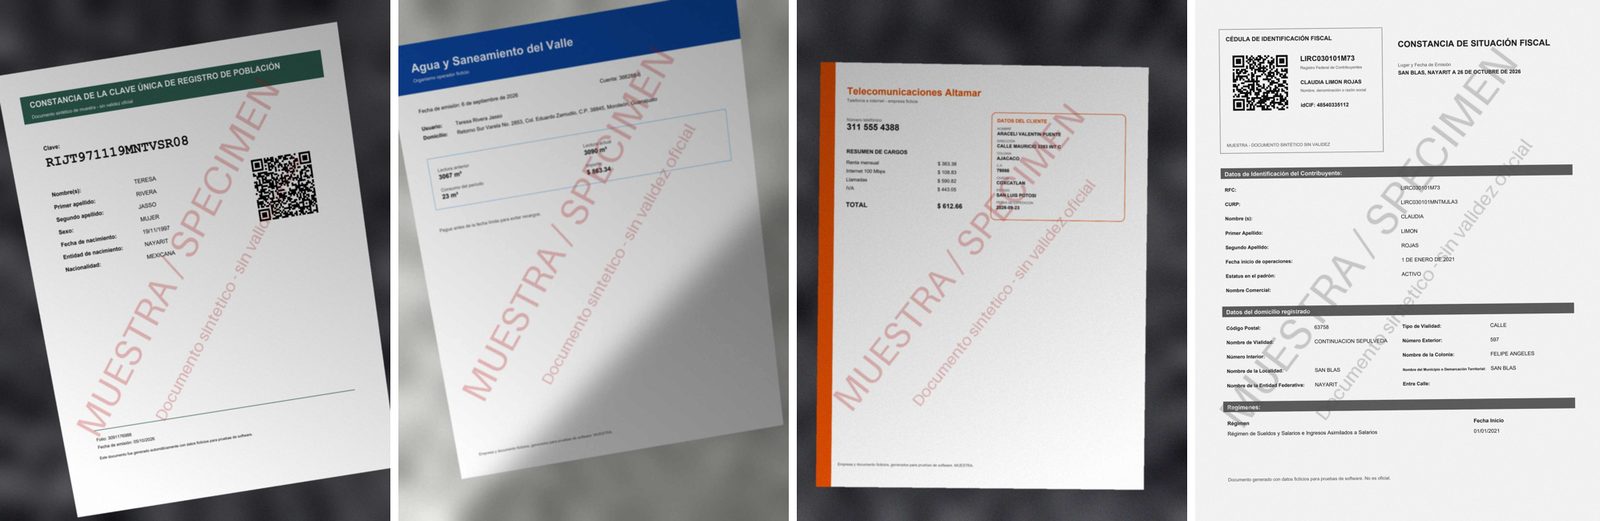 CONSTANCIA DE LA CLAVE ÚNICA DE REGISTRO DE POBLACIÓN
Documento sintético de muestra - sin validez oficial
Clave:
RIJT971119MNTVSR08
Nombre(s): TERESA
Primer apellido: RIVERA
Segundo apellido: JASSO
Sexo: MUJER
Fecha de nacimiento: 19/11/1997
Entidad de nacimiento: NAYARIT
Nacionalidad: MEXICANA
Fecha de emisión: 05/10/2026
Este documento fue generado automáticamente con datos ficticios para pruebas de software.
MUESTRA / SPECIMEN
Documento sintetico - sin validez oficial
Agua y Saneamiento del Valle
Organismo operador ficticio
Fecha de emisión: 6 de septiembre de 2026
Usuario: Teresa Rivera Jasso
Domicilio: Retorno Sur Varela No. 2853, Col. Eduardo Zamudio, C.P. 38845, Moroleón, Guanajuato
Lectura anterior
3067 m³
Lectura actual
3090 m³
Consumo del periodo
23 m³
Importe
$ 863.34
Pague antes de la fecha límite para evitar recargos.
Empresa y documento ficticios, generados para pruebas de software. MUESTRA.
MUESTRA / SPECIMEN
Documento sintetico - sin validez oficial
Telecomunicaciones Altamar
Telefonía e internet - empresa ficticia
Número telefónico
311 555 4388
RESUMEN DE CARGOS
Renta mensual $ 363.38
Internet 100 Mbps $ 108.83
Llamadas $ 590.82
IVA $ 443.05
TOTAL $ 612.66
DATOS DEL CLIENTE
NOMBRE
ARACELI VALENTIN PUENTE
DIRECCIÓN
CALLE MAURICIO 3283 INT C
COLONIA
AJACACO
C.P.
COXCATLAN
SAN LUIS POTOSI
FECHA DE EXPEDICIÓN
2026-09-23
Empresa y documento ficticios, generados para pruebas de software. MUESTRA.
MUESTRA / SPECIMEN
Documento sintetico - sin validez oficial
CÉDULA DE IDENTIFICACIÓN FISCAL
LIRC030101M73
Registro Federal de Contribuyentes
CLAUDIA LIMON ROJAS
Nombre, denominación o razón social
idCIF: 48540335112
MUESTRA - DOCUMENTO SINTÉTICO SIN VALIDEZ
CONSTANCIA DE SITUACIÓN FISCAL
Lugar y Fecha de Emisión
SAN BLAS, NAYARIT A 26 DE OCTUBRE DE 2026
Datos de Identificación del Contribuyente:
RFC: LIRC030101M73
CURP: LIRC030101MNTMJLA3
Nombre (s): CLAUDIA
Primer Apellido: LIMON
Segundo Apellido: ROJAS
Fecha inicio de operaciones: 1 DE ENERO DE 2021
Estatus en el padrón: ACTIVO
Nombre Comercial:
Datos del domicilio registrado
Código Postal: 63758 Tipo de Vialidad: CALLE
Nombre de Vialidad: CONTINUACION SEPULVEDA Número Exterior: 597
Número Interior: Nombre de la Colonia: FELIPE ANGELES
Nombre de la Localidad: SAN BLAS Nombre del Municipio o Demarcación Territorial: SAN BLAS
Nombre de la Entidad Federativa: NAYARIT Entre Calle:
Regímenes:
Régimen Fecha Inicio
Régimen de Sueldos y Salarios e Ingresos Asimilados a Salarios 01/01/2021
Documento generado con datos ficticios para pruebas de software. No es oficial.
MUESTRA / SPECIMEN
Documento sintetico - sin validez oficial